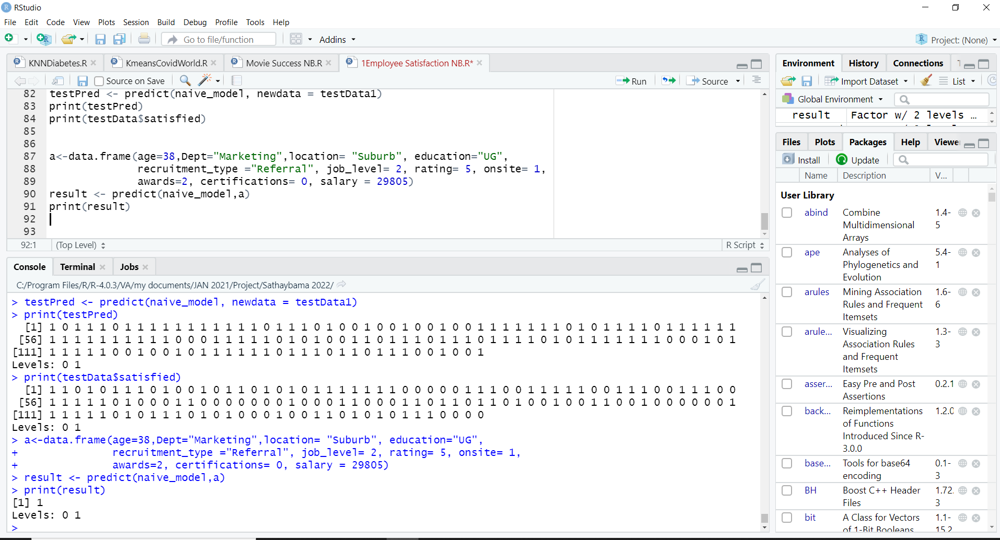 RStudio
File Edit Code View Plots Session Build Debug Profile Tools Help
Go to file/function
Addins
Project: (None)
KNNDiabetes.R
KmeansCovidWorld.R
Movie Success NB.R
1Employee Satisfaction NB.R*
Source on Save
Run
Source
82 testPred <- predict(naive_model, newdata = testData1)
83 print(testPred)
84 print(testData$satisfied)
85
86
87 a<-data.frame(age=38,Dept="Marketing",location= "Suburb", education="UG",
88 recruitment_type ="Referral", job_level= 2, rating= 5, onsite= 1,
89 awards=2, certifications= 0, salary = 29805)
90 result <- predict(naive_model,a)
91 print(result)
92
93
92:1 (Top Level) R Script
Console Terminal Jobs
C:/Program Files/R/R-4.0.3/VA/my documents/JAN 2021/Project/Sathaybama 2022/
> testPred <- predict(naive_model, newdata = testData1)
> print(testPred)
[1] 1 0 1 1 1 0 1 1 1 1 1 1 1 1 1 1 1 0 1 1 1 0 1 0 0 1 0 0 1 0 0 1 0 0 1 1 1 1 1 1 1 0 1 0 1 1 1 1 0 1 1 1 1 1 1
[56] 1 1 1 1 1 1 1 1 1 1 0 0 0 1 1 1 1 1 0 1 0 1 0 0 1 1 0 1 1 1 0 1 1 1 0 1 1 1 1 0 1 0 1 1 1 1 1 1 1 0 0 0 1 0 1
[111] 1 1 1 1 1 0 0 1 0 0 1 0 1 1 1 1 1 1 0 1 1 1 0 1 1 0 1 1 1 0 0 1 0 0 1
Levels: 0 1
> print(testData$satisfied)
[1] 1 1 0 1 0 1 1 1 0 1 0 0 1 0 1 1 0 1 0 1 0 1 1 1 1 1 1 1 0 0 0 0 0 1 1 1 0 0 1 1 1 1 1 0 0 1 1 1 0 0 1 1 1 0 0
[56] 1 1 1 1 1 0 1 0 0 0 1 1 0 0 0 0 0 0 0 1 0 0 0 1 1 0 0 0 1 1 0 1 1 0 1 1 0 1 0 0 1 0 0 1 1 0 0 1 0 0 0 0 0 0 1
[111] 1 1 1 1 1 0 1 0 1 1 1 0 1 0 1 0 0 0 1 0 0 1 1 0 1 0 1 0 1 1 1 0 0 0 0
Levels: 0 1
> a<-data.frame(age=38,Dept="Marketing",location= "Suburb", education="UG",
+ recruitment_type ="Referral", job_level= 2, rating= 5, onsite= 1,
+ awards=2, certifications= 0, salary = 29805)
> result <- predict(naive_model,a)
> print(result)
[1] 1
Levels: 0 1
>
Environment History Connections
Import Dataset List
Global Environment
result Factor w/ 2 levels …
Files Plots Packages Help Viewe
Install Update
Name Description V...
User Library
abind Combine 1.4-
Multidimensional 5
Arrays
ape Analyses of 5.4-
Phylogenetics and 1
Evolution
arules Mining Association 1.6-
Rules and Frequent 6
Itemsets
arule... Visualizing 1.3-
Association Rules 3
and Frequent
Itemsets
asser... Easy Pre and Post 0.2.1
Assertions
back... Reimplementations 1.2.0
of Functions
Introduced Since R-
3.0.0
base... Tools for base64 0.1-
encoding 3
BH Boost C++ Header 1.72.
Files 3
bit A Class for Vectors 1.1-
of 1-Bit Booleans 15.2